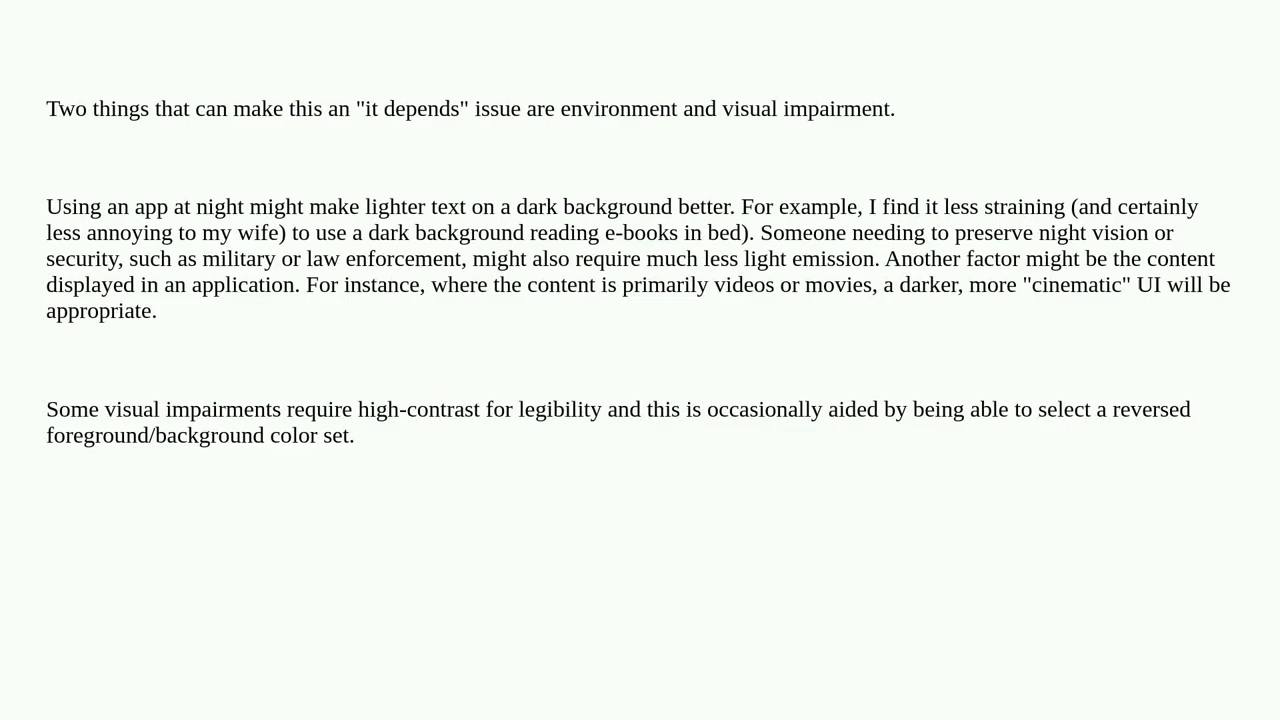 Two things that can make this an "it depends" issue are environment and visual impairment.
Using an app at night might make lighter text on a dark background better. For example, I find it less straining (and certainly
less annoying to my wife) to use a dark background reading e-books in bed). Someone needing to preserve night vision or
security, such as military or law enforcement, might also require much less light emission. Another factor might be the content
displayed in an application. For instance, where the content is primarily videos or movies, a darker, more "cinematic" UI will be
appropriate.
Some visual impairments require high-contrast for legibility and this is occasionally aided by being able to select a reversed
foreground/background color set.